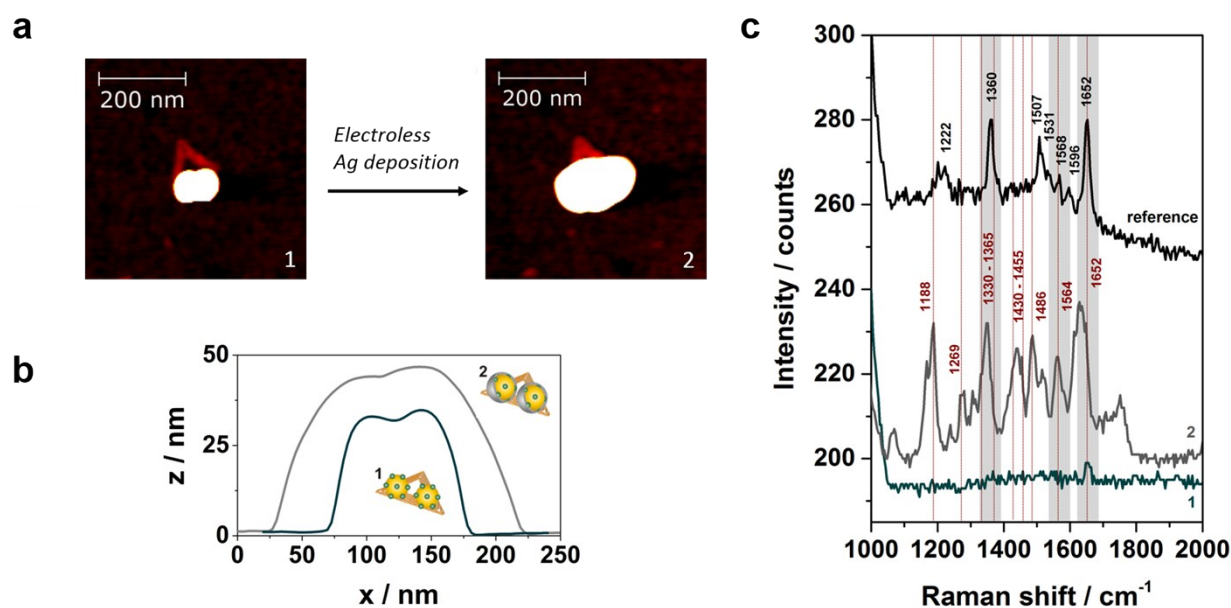 a
200 nm
1
Electroless
Ag deposition
200 nm
2
b
z / nm
50
25
0
0 50 100 150 200 250
x / nm
2
1
c
Intensity / counts
300
280
260
240
220
200
1000 1200 1400 1600 1800 2000
Raman shift / cm⁻¹
1222
1360
1507
1531
1568
1596
1652
reference
1188
1269
1330 - 1365
1430 - 1455
1486
1564
1652
2
1